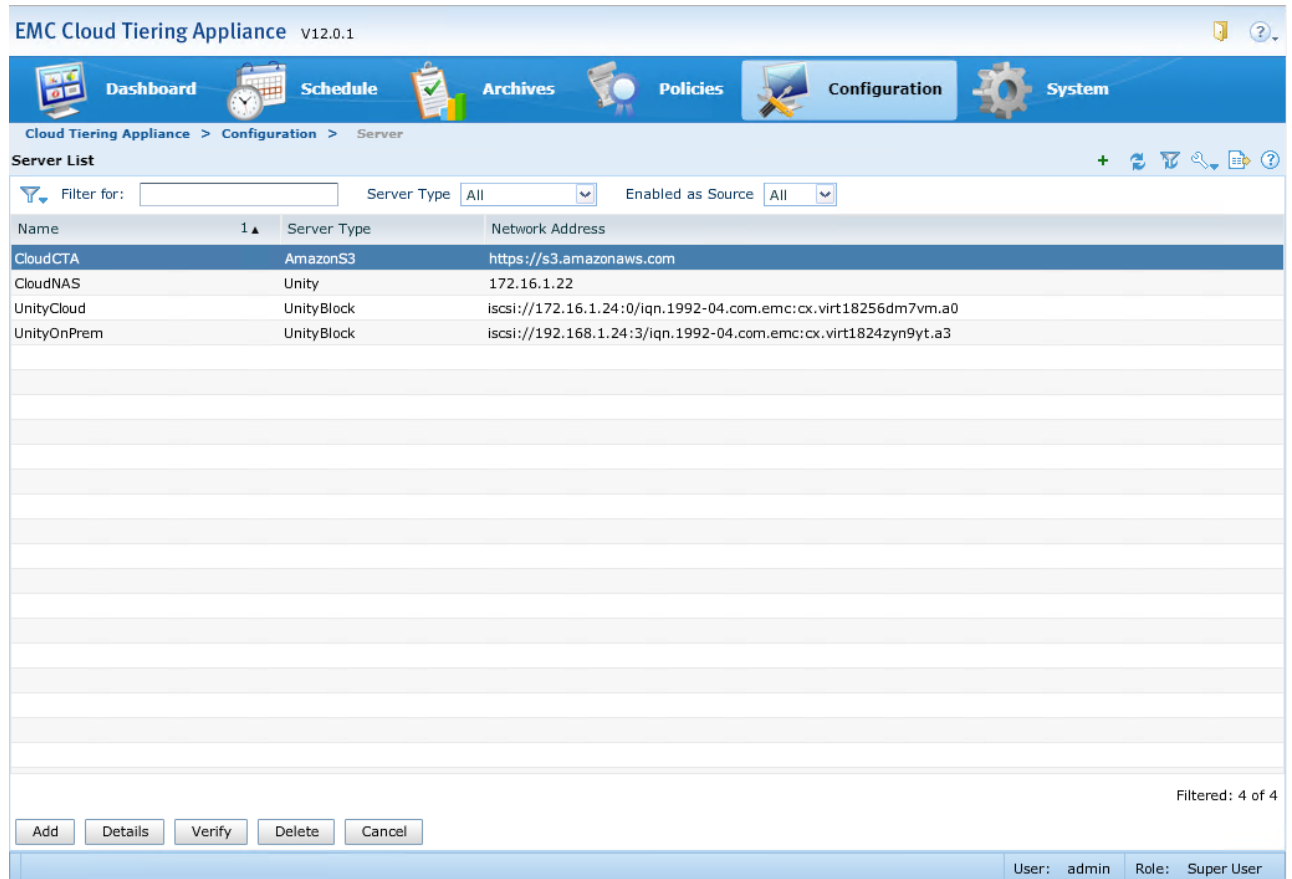 EMC Cloud Tiering Appliance V12.0.1
Dashboard Schedule Archives Policies Configuration System
Cloud Tiering Appliance > Configuration > Server
Server List
Filter for: Server Type All Enabled as Source All
Name 1 Server Type Network Address
CloudCTA AmazonS3 https://s3.amazonaws.com
CloudNAS Unity 172.16.1.22
UnityCloud UnityBlock iscsi://172.16.1.24:0/iqn.1992-04.com.emc:cx.virt18256dm7vm.a0
UnityOnPrem UnityBlock iscsi://192.168.1.24:3/iqn.1992-04.com.emc:cx.virt1824zyn9yt.a3
Filtered: 4 of 4
Add Details Verify Delete Cancel
User: admin Role: Super User